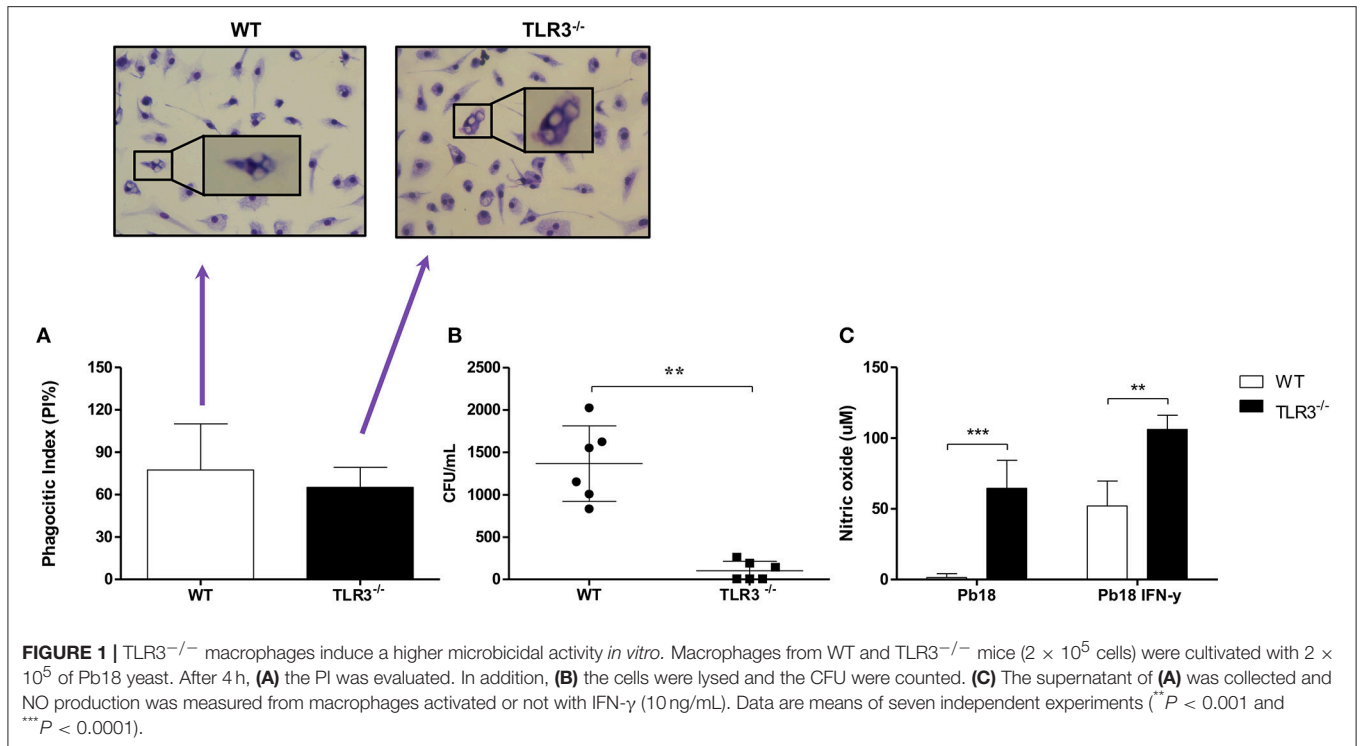 WT
TLR3-/-
A
Phagocitic Index (PI%)
150
120
90
60
30
0
WT
TLR3-/-
B
CFU/mL
2500
2000
1500
1000
500
0
**
WT
TLR3 -/-
C
Nitric oxide (uM)
150
100
50
0
***
**
Pb18
Pb18 IFN-y
WT
TLR3-/-
FIGURE 1 | TLR3−/− macrophages induce a higher microbicidal activity in vitro. Macrophages from WT and TLR3−/− mice (2 × 10^5 cells) were cultivated with 2 ×
10^5 of Pb18 yeast. After 4 h, (A) the PI was evaluated. In addition, (B) the cells were lysed and the CFU were counted. (C) The supernatant of (A) was collected and
NO production was measured from macrophages activated or not with IFN-γ (10 ng/mL). Data are means of seven independent experiments (**P < 0.001 and
***P < 0.0001).